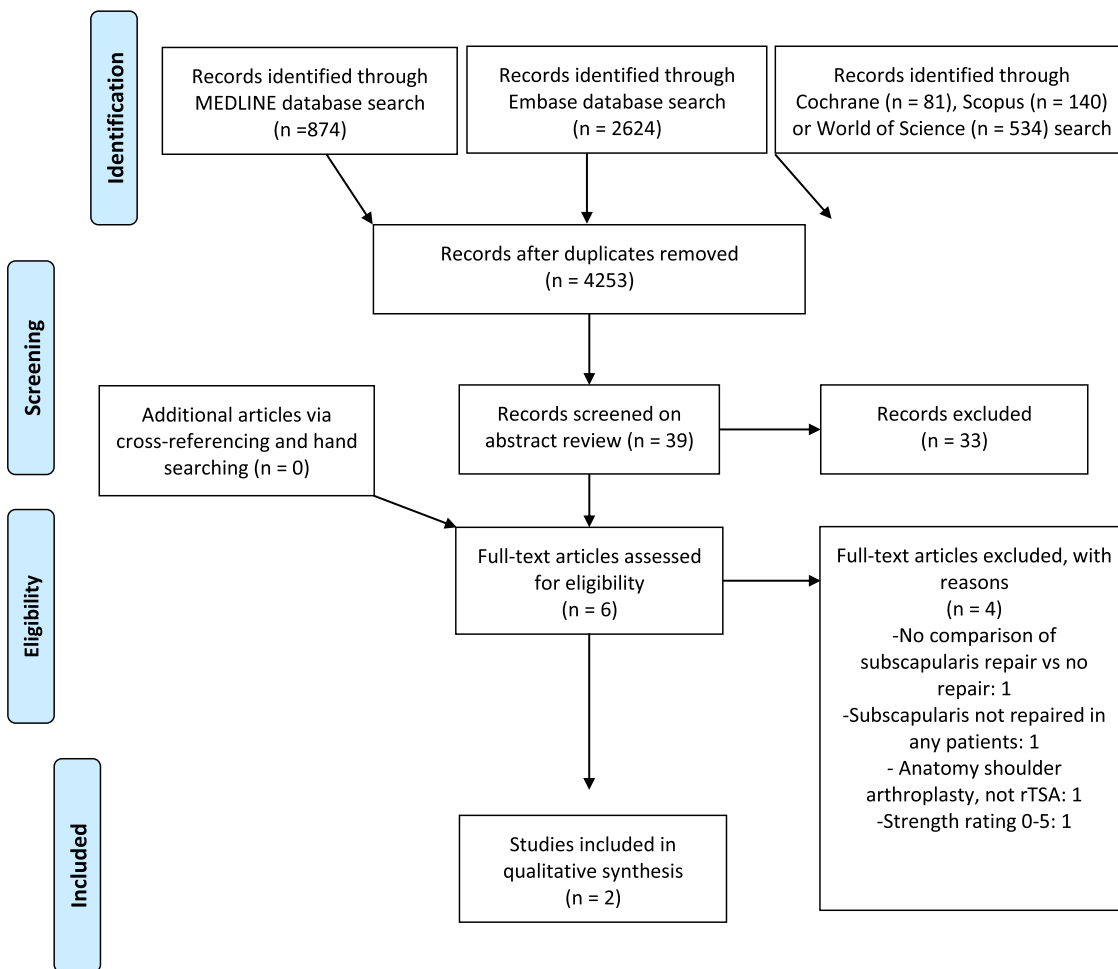 Identification
Records identified through
MEDLINE database search
(n =874)
Records identified through
Embase database search
(n = 2624)
Records identified through
Cochrane (n = 81), Scopus (n = 140)
or World of Science (n = 534) search
Records after duplicates removed
(n = 4253)
Screening
Additional articles via
cross-referencing and hand
searching (n = 0)
Records screened on
abstract review (n = 39)
Records excluded
(n = 33)
Eligibility
Full-text articles assessed
for eligibility
(n = 6)
Full-text articles excluded, with
reasons
(n = 4)
-No comparison of
subscapularis repair vs no
repair: 1
-Subscapularis not repaired in
any patients: 1
- Anatomy shoulder
arthroplasty, not rTSA: 1
-Strength rating 0-5: 1
Included
Studies included in
qualitative synthesis
(n = 2)